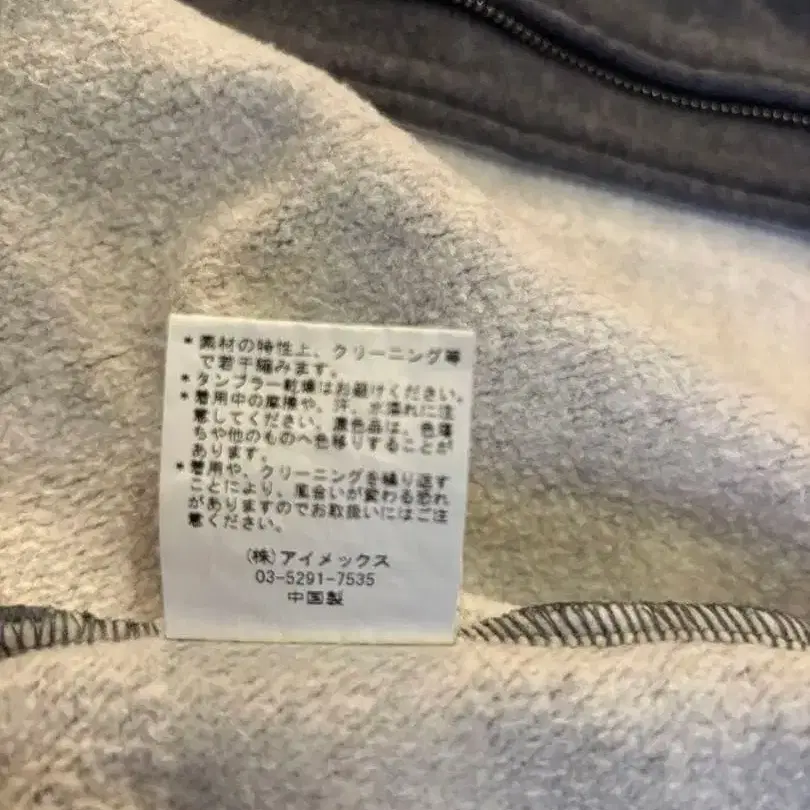 *素材の特性上、クリーニング等
で若干縮みます。
*タンブラー乾燥はお避けください。
*着用中の摩擦や、汗、水濡れに注
意してください。濃色品は、色落
ちや他のものへ色移りすることが
あります。
*着用や、クリーニングを繰り返す
ことにより、風合いが変わる恐れ
がありますのでお取扱いにはご注
意ください。
(株)アイメックス
03-5291-7535
中国製